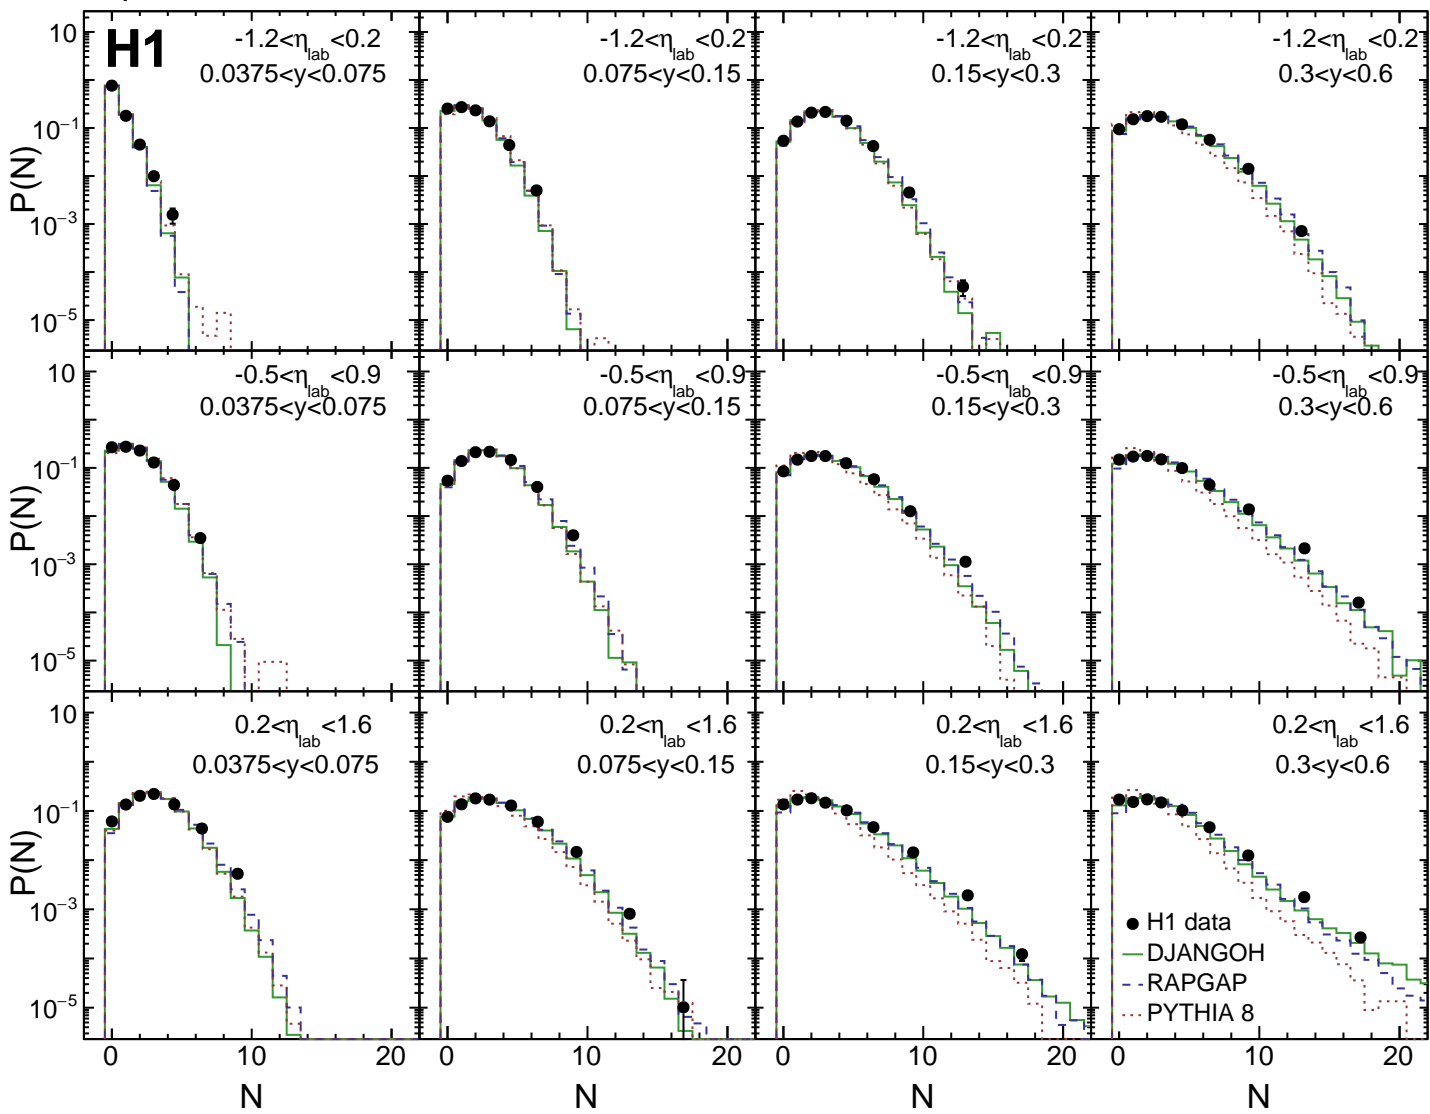 H1
-1.2<η_lab<0.2
0.0375<y<0.075
-1.2<η_lab<0.2
0.075<y<0.15
-1.2<η_lab<0.2
0.15<y<0.3
-1.2<η_lab<0.2
0.3<y<0.6
10
10⁻¹
10⁻³
10⁻⁵
P(N)
-0.5<η_lab<0.9
0.0375<y<0.075
-0.5<η_lab<0.9
0.075<y<0.15
-0.5<η_lab<0.9
0.15<y<0.3
-0.5<η_lab<0.9
0.3<y<0.6
10
10⁻¹
10⁻³
10⁻⁵
P(N)
0.2<η_lab<1.6
0.0375<y<0.075
0.2<η_lab<1.6
0.075<y<0.15
0.2<η_lab<1.6
0.15<y<0.3
0.2<η_lab<1.6
0.3<y<0.6
10
10⁻¹
10⁻³
10⁻⁵
P(N)
H1 data
DJANGOH
RAPGAP
PYTHIA 8
0 10 20
0 10 20
0 10 20
0 10 20
N
N
N
N